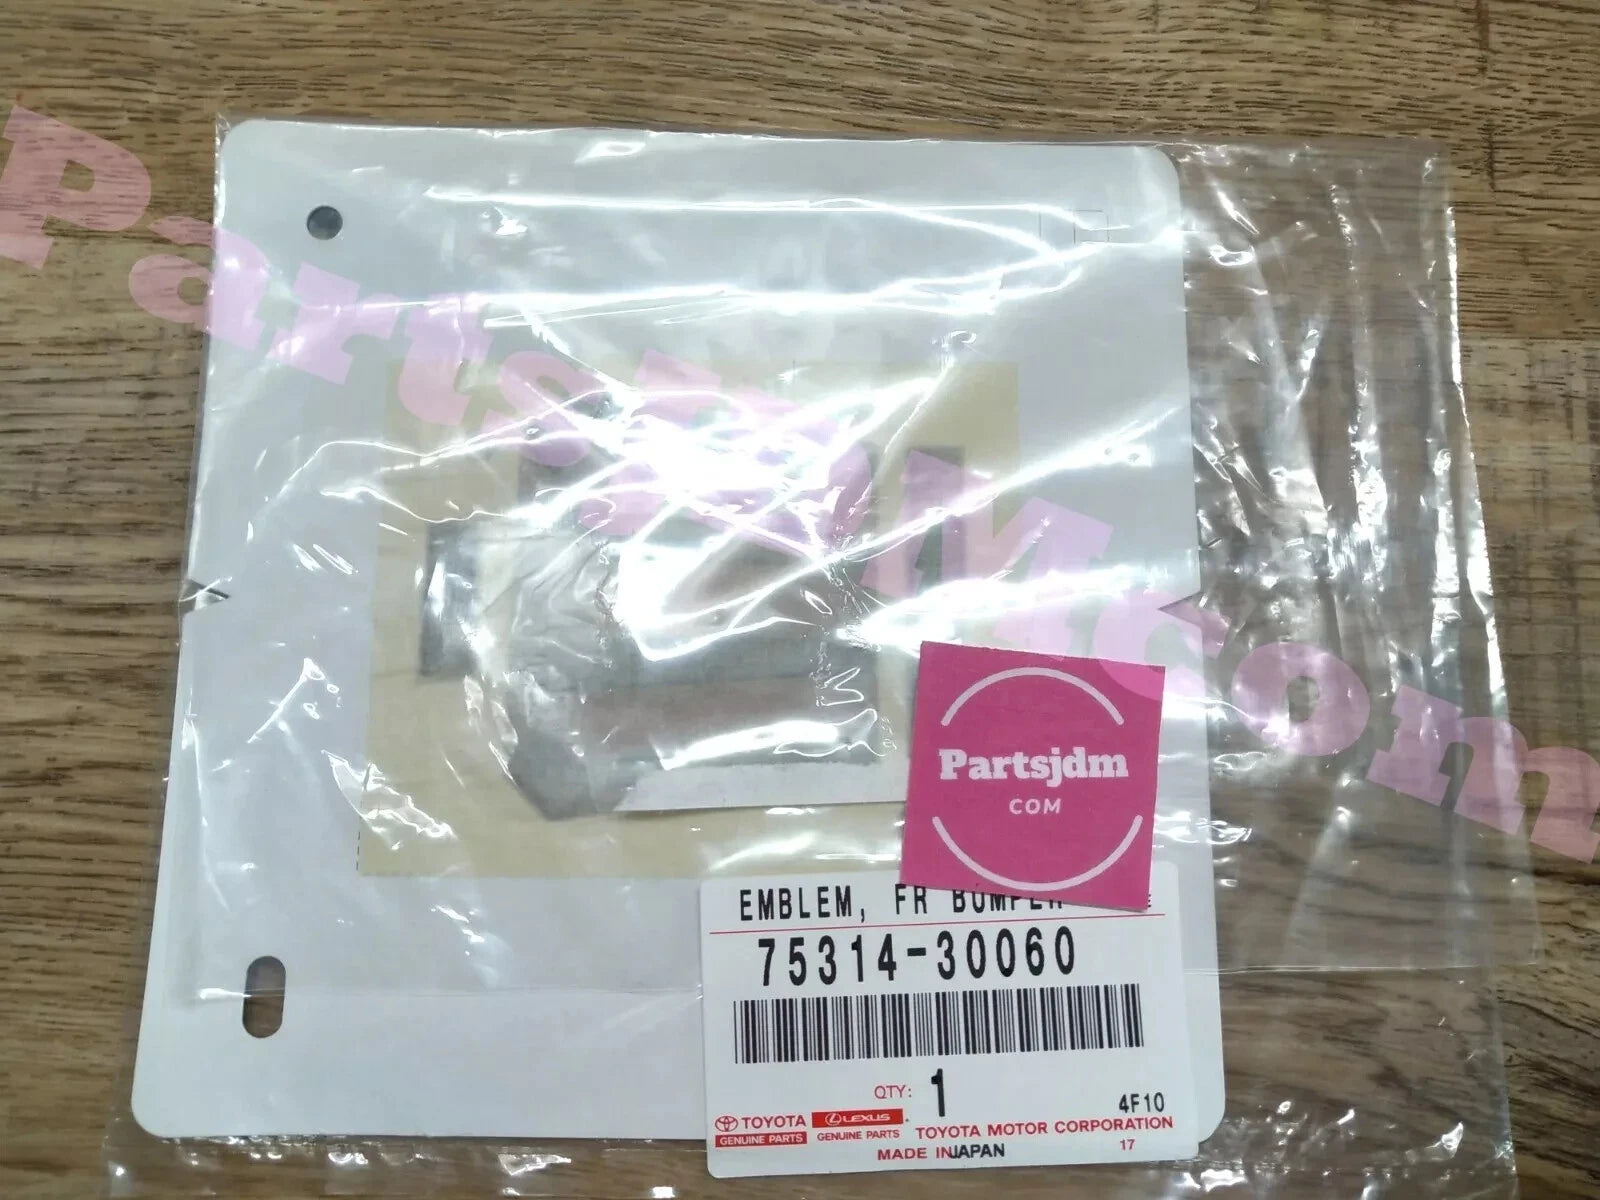 PartsJDM.com
Partsjdm
COM
EMBLEM, FR BUMPER
75314-30060
QTY: 1
4F10
TOYOTA LEXUS
GENUINE PARTS GENUINE PARTS
TOYOTA MOTOR CORPORATION
MADE IN JAPAN
17